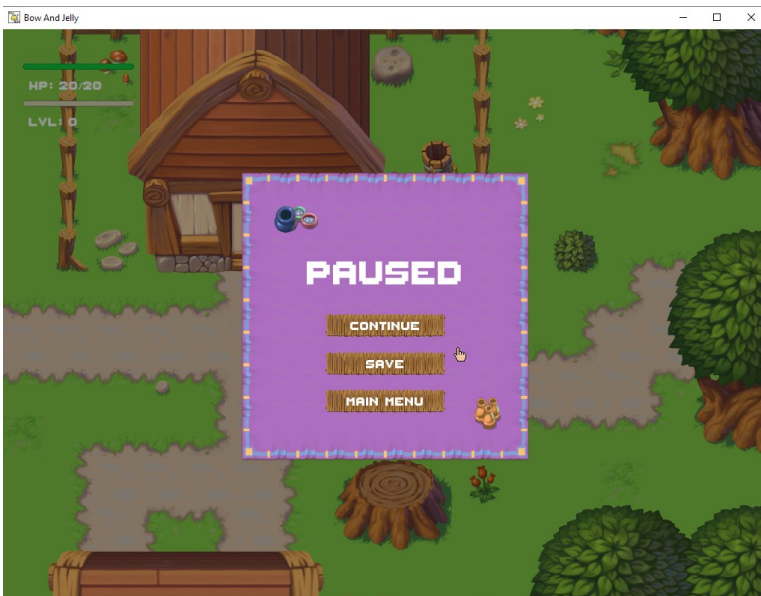 Bow And Jelly
HP: 20/20
LVL: 0
PAUSED
CONTINUE
SAVE
MAIN MENU